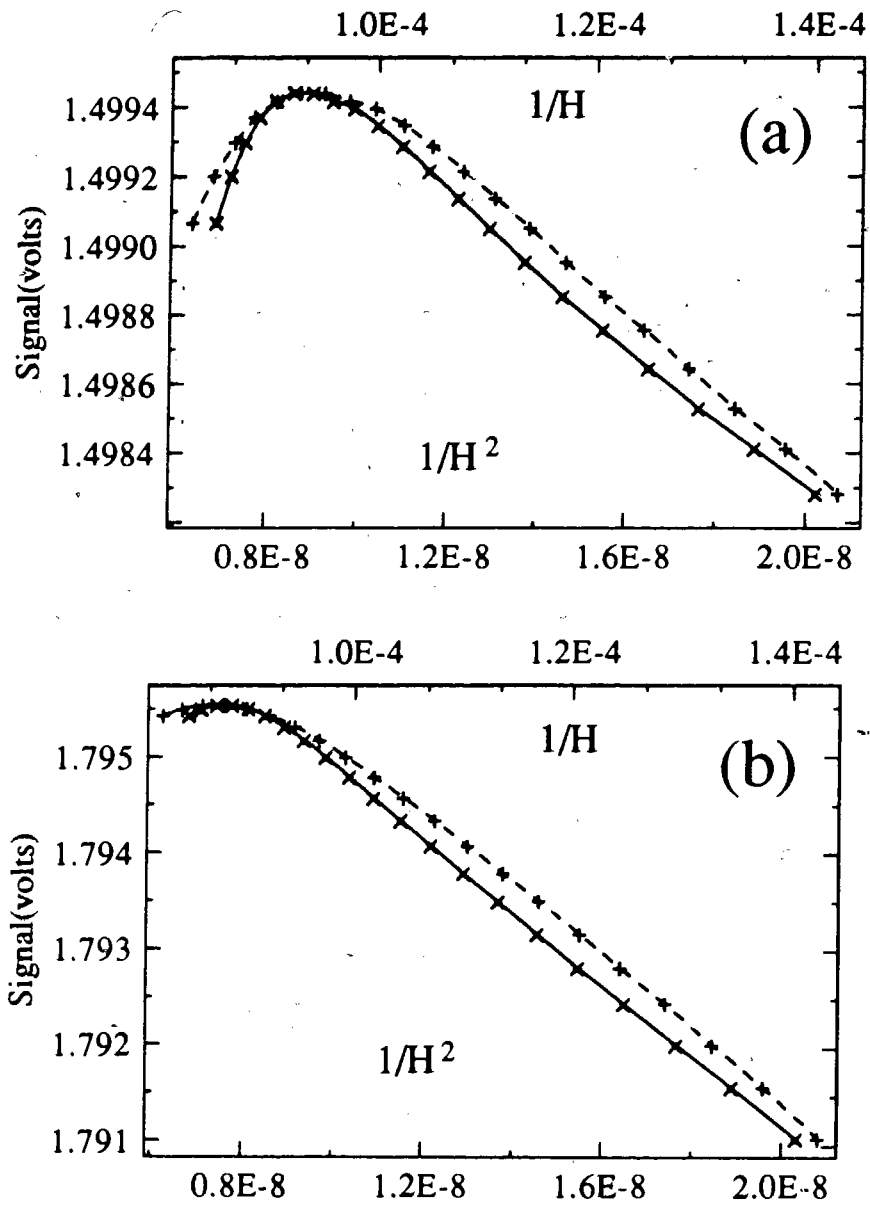 1.0E-4 1.2E-4 1.4E-4
1/H
(a)
1.4994
1.4992
1.4990
1.4988
1.4986
1.4984
Signal(volts)
1/H²
0.8E-8 1.2E-8 1.6E-8 2.0E-8
1.0E-4 1.2E-4 1.4E-4
1/H
(b)
1.795
1.794
1.793
1.792
1.791
Signal(volts)
1/H²
0.8E-8 1.2E-8 1.6E-8 2.0E-8